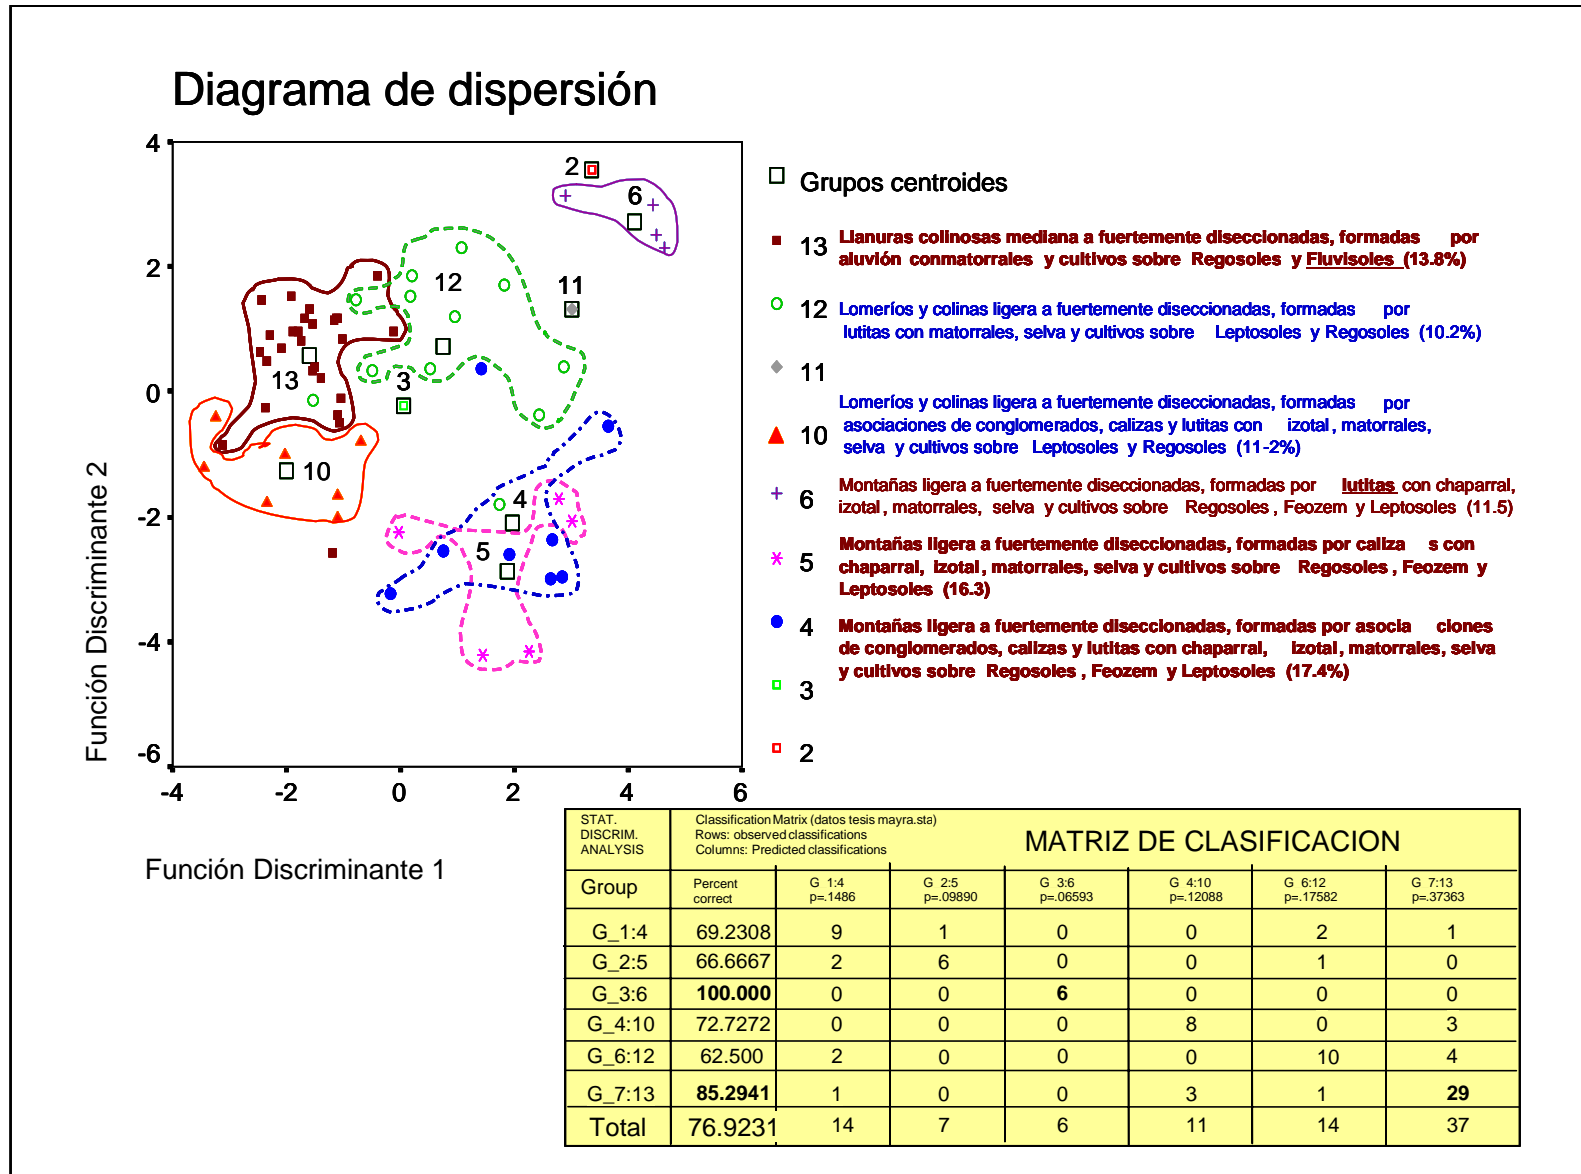 Diagrama de dispersión
4
2
0
-2
-4
-6
-4
-2
0
2
4
6
Función Discriminante 2
Función Discriminante 1
2
6
12
11
13
3
10
4
5
Grupos centroides
13 Llanuras colinosas mediana a fuertemente diseccionadas, formadas por
aluvión conmatorrales y cultivos sobre Regosoles y Fluvisoles (13.8%)
12 Lomeríos y colinas ligera a fuertemente diseccionadas, formadas por
lutitas con matorrales, selva y cultivos sobre Leptosoles y Regosoles (10.2%)
11
Lomeríos y colinas ligera a fuertemente diseccionadas, formadas por
10 asociaciones de conglomerados, calizas y lutitas con izotal, matorrales,
selva y cultivos sobre Leptosoles y Regosoles (11-2%)
6 Montañas ligera a fuertemente diseccionadas, formadas por lutitas con chaparral,
izotal, matorrales, selva y cultivos sobre Regosoles, Feozem y Leptosoles (11.5)
Montañas ligera a fuertemente diseccionadas, formadas por caliza s con
5 chaparral, izotal, matorrales, selva y cultivos sobre Regosoles, Feozem y
Leptosoles (16.3)
4 Montañas ligera a fuertemente diseccionadas, formadas por asocia ciones
de conglomerados, calizas y lutitas con chaparral, Izotal, matorrales, selva
y cultivos sobre Regosoles, Feozem y Leptosoles (17.4%)
3
2
STAT.
DISCRIM.
ANALYSIS
Classification Matrix (datos tesis mayra.sta)
Rows: observed classifications
Columns: Predicted classifications
MATRIZ DE CLASIFICACION
Group Percent correct G 1:4 p=.1486 G 2:5 p=.09890 G 3:6 p=.06593 G 4:10 p=.12088 G 6:12 p=.17582 G 7:13 p=.37363
G_1:4 69.2308 9 1 0 0 2 1
G_2:5 66.6667 2 6 0 0 1 0
G_3:6 100.000 0 0 6 0 0 0
G_4:10 72.7272 0 0 0 8 0 3
G_6:12 62.500 2 0 0 0 10 4
G_7:13 85.2941 1 0 0 3 1 29
Total 76.9231 14 7 6 11 14 37